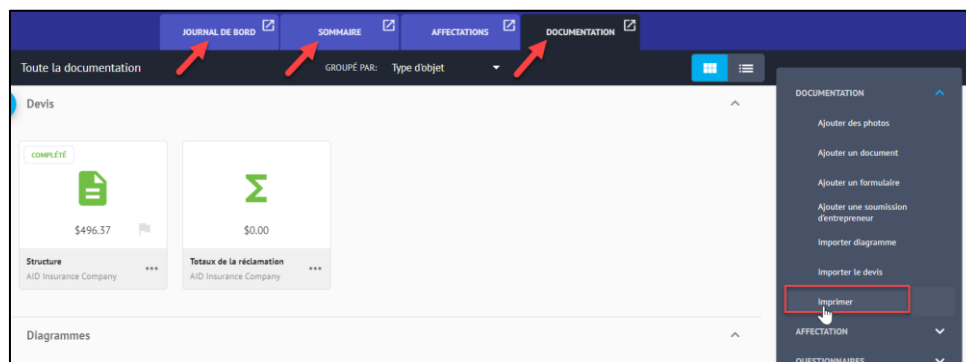 JOURNAL DE BORD
SOMMAIRE
AFFECTATIONS
DOCUMENTATION
Toute la documentation
GROUPÉ PAR: Type d'objet
DOCUMENTATION
Devis
Ajouter des photos
COMPLÉTÉ
Ajouter un document
Ajouter un formulaire
Ajouter une soumission
d'entrepreneur
$496.37
$0.00
Importer diagramme
Structure
AID Insurance Company
Totaux de la réclamation
AID Insurance Company
Importer le devis
Imprimer
Diagrammes
AFFECTATION
QUESTIONNAIRES